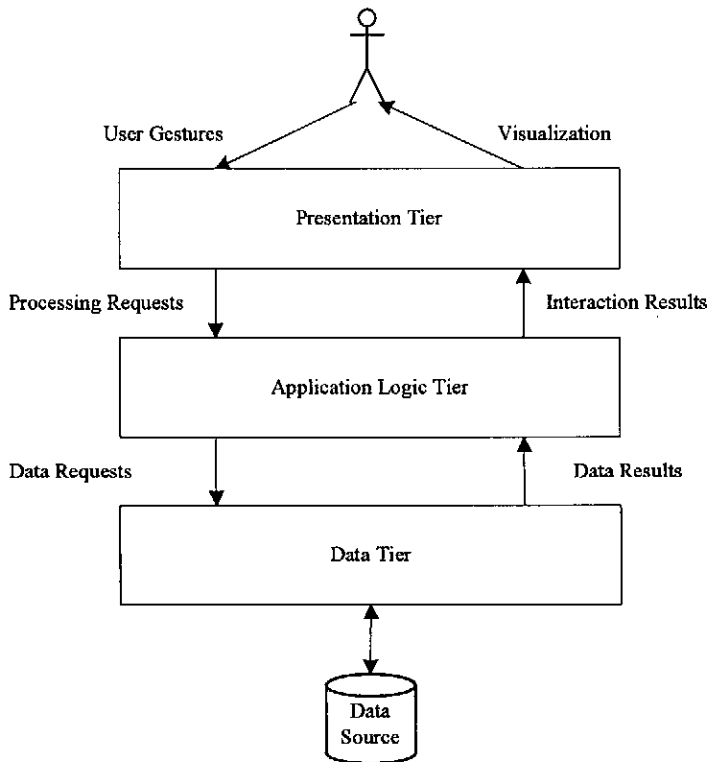 User Gestures
Visualization
Presentation Tier
Processing Requests
Interaction Results
Application Logic Tier
Data Requests
Data Results
Data Tier
Data
Source